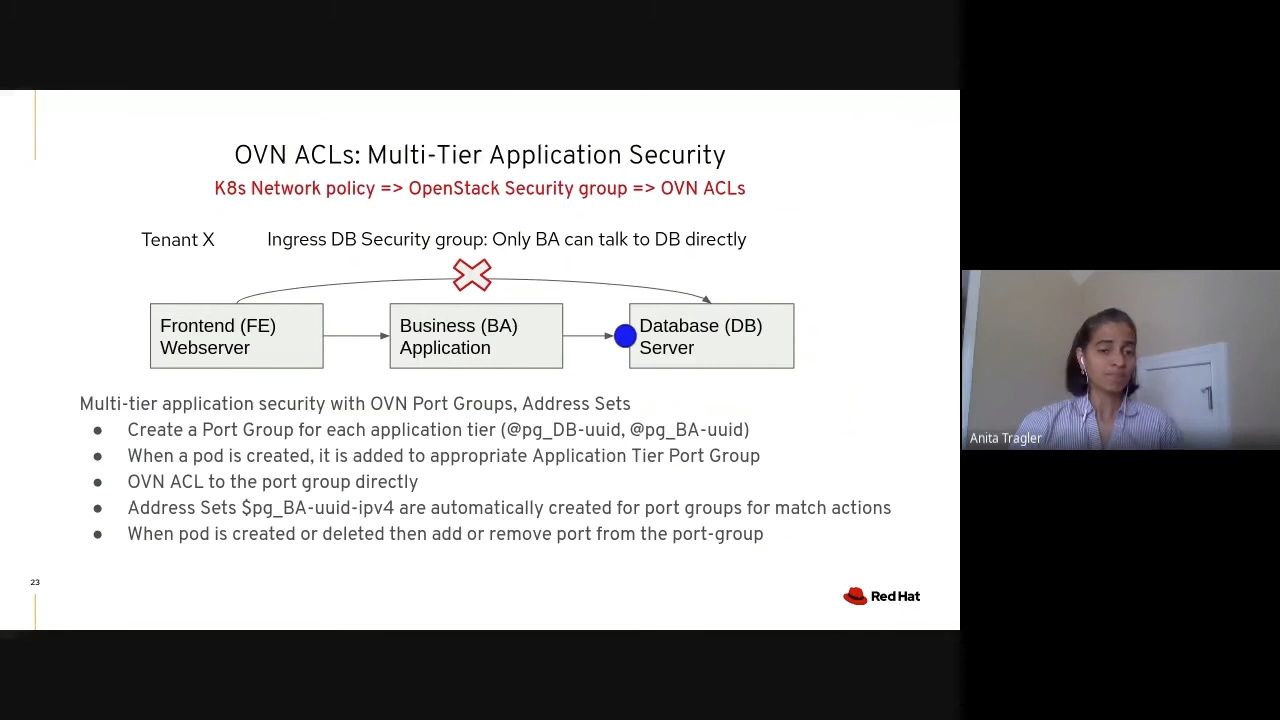 OVN ACLs: Multi-Tier Application Security
K8s Network policy => OpenStack Security group => OVN ACLs
Tenant X
Ingress DB Security group: Only BA can talk to DB directly
Frontend (FE)
Webserver
Business (BA)
Application
Database (DB)
Server
Multi-tier application security with OVN Port Groups, Address Sets
● Create a Port Group for each application tier (@pg_DB-uuid, @pg_BA-uuid)
● When a pod is created, it is added to appropriate Application Tier Port Group
● OVN ACL to the port group directly
● Address Sets $pg_BA-uuid-ipv4 are automatically created for port groups for match actions
● When pod is created or deleted then add or remove port from the port-group
23
Red Hat
Anita Tragler